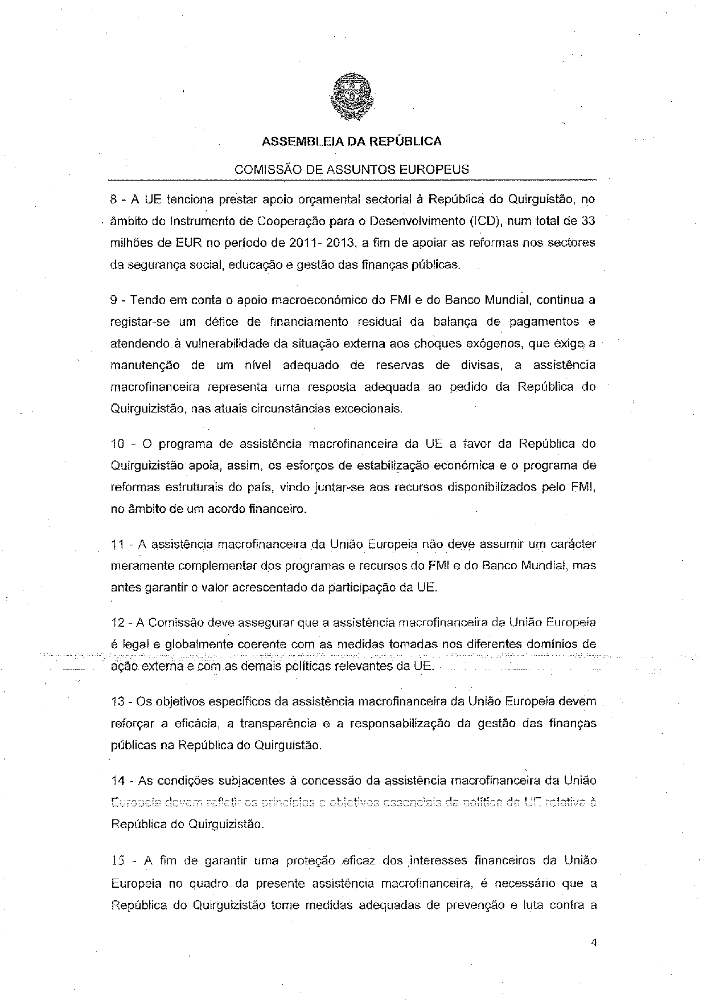 ASSEMBLEIA DA REPÚBLICA
COMISSÃO DE ASSUNTOS EUROPEUS
8 - A UE tenciona prestar apoio orçamental sectorial à República do Quirguistão, no
âmbito do Instrumento de Cooperação para o Desenvolvimento (ICD), num total de 33
milhões de EUR no período de 2011- 2013, a fim de apoiar as reformas nos sectores
da segurança social, educação e gestão das finanças públicas.
9 - Tendo em conta o apoio macroeconómico do FMI e do Banco Mundial, continua a
registar-se um défice de financiamento residual da balança de pagamentos e
atendendo à vulnerabilidade da situação externa aos choques exógenos, que exige a
manutenção de um nível adequado de reservas de divisas, a assistência
macrofinanceira representa uma resposta adequada ao pedido da República do
Quirguizistão, nas atuais circunstâncias excecionais.
10 - O programa de assistência macrofinanceira da UE a favor da República do
Quirguizistão apoia, assim, os esforços de estabilização económica e o programa de
reformas estruturais do país, vindo juntar-se aos recursos disponibilizados pelo FMI,
no âmbito de um acordo financeiro.
11 - A assistência macrofinanceira da União Europeia não deve assumir um carácter
meramente complementar dos programas e recursos do FMI e do Banco Mundial, mas
antes garantir o valor acrescentado da participação da UE.
12 - A Comissão deve assegurar que a assistência macrofinanceira da União Europeia
é legal e globalmente coerente com as medidas tomadas nos diferentes domínios de
ação externa e com as demais políticas relevantes da UE.
13 - Os objetivos específicos da assistência macrofinanceira da União Europeia devem
reforçar a eficácia, a transparência e a responsabilização da gestão das finanças
públicas na República do Quirguistão.
14 - As condições subjacentes à concessão da assistência macrofinanceira da União
Europeia devem refletir os princípios e objetivos essenciais da política da UE relativa à
República do Quirguizistão.
15 - A fim de garantir uma proteção eficaz dos interesses financeiros da União
Europeia no quadro da presente assistência macrofinanceira, é necessário que a
República do Quirguizistão tome medidas adequadas de prevenção e luta contra a
4